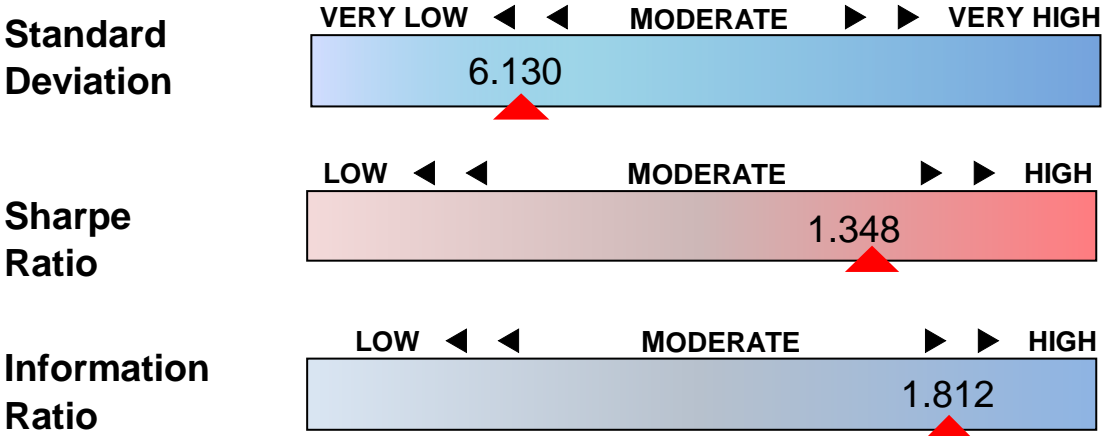 Standard
Deviation
VERY LOW ◀ ◀ MODERATE ▶ ▶ VERY HIGH
6.130
Sharpe
Ratio
LOW ◀ ◀ MODERATE ▶ ▶ HIGH
1.348
Information
Ratio
LOW ◀ ◀ MODERATE ▶ ▶ HIGH
1.812